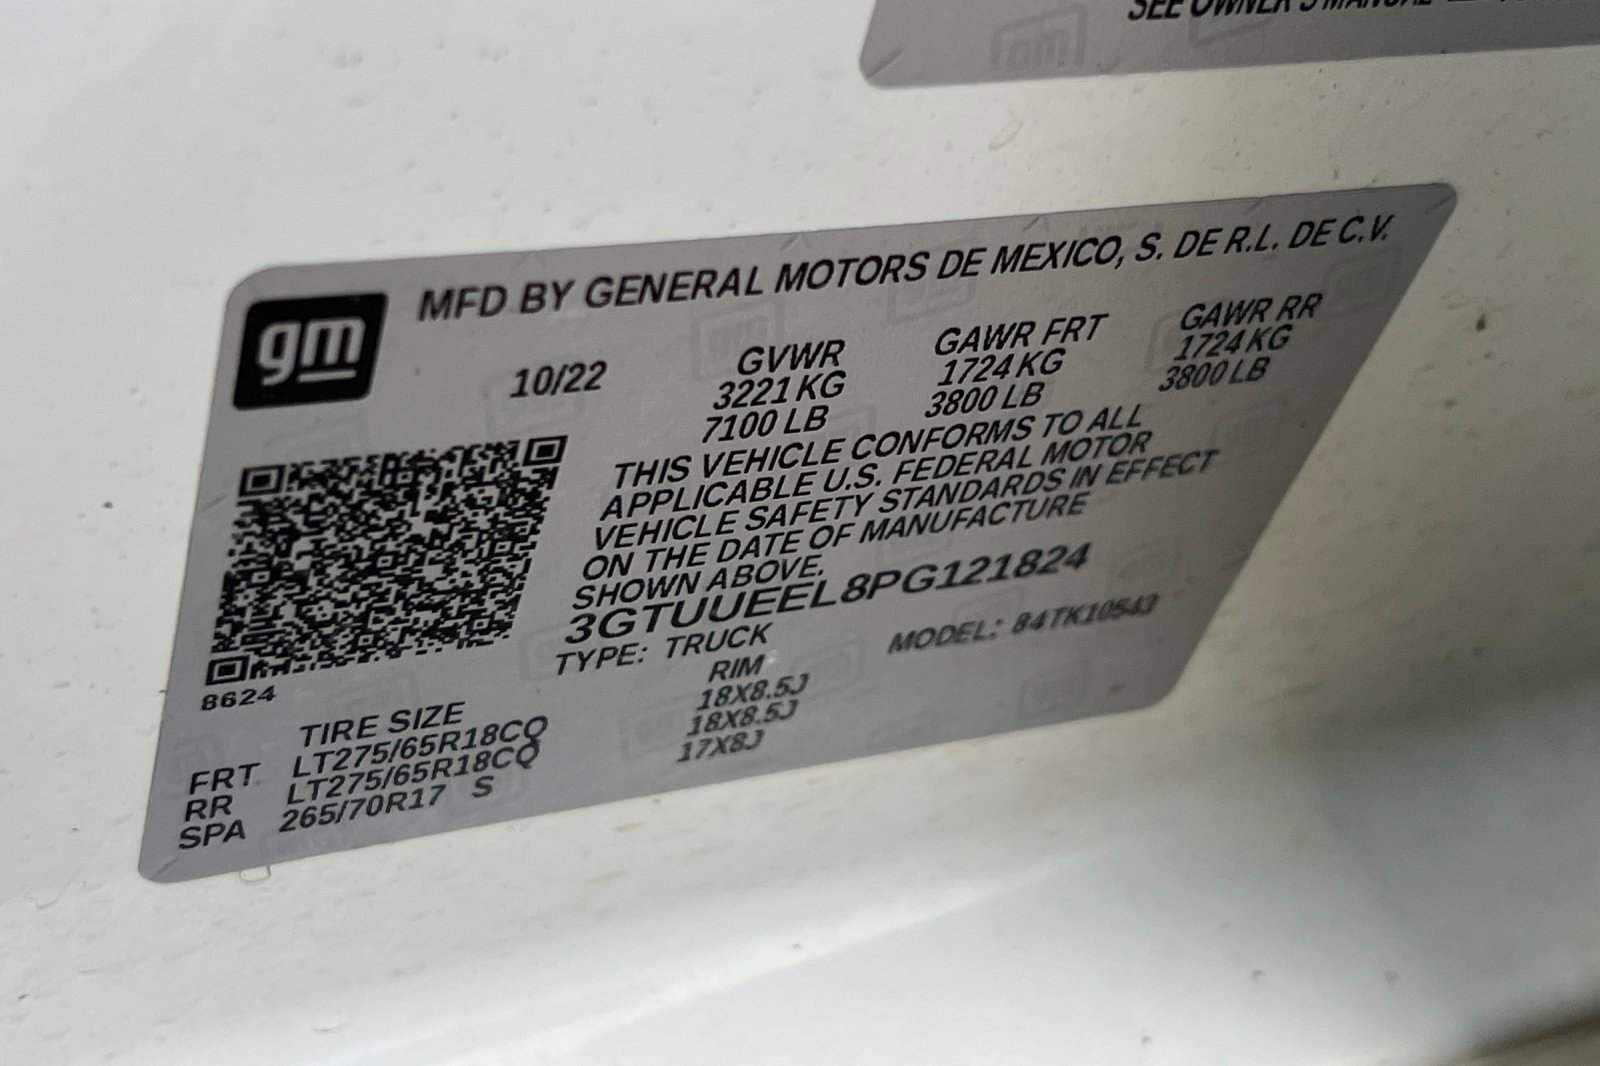 SEE OWNER'S MANUAL
gm
MFD BY GENERAL MOTORS DE MEXICO, S. DE R.L. DE C.V.
10/22 GVWR GAWR FRT GAWR RR
3221 KG 1724 KG 1724 KG
7100 LB 3800 LB 3800 LB
THIS VEHICLE CONFORMS TO ALL
APPLICABLE U.S. FEDERAL MOTOR
VEHICLE SAFETY STANDARDS IN EFFECT
ON THE DATE OF MANUFACTURE
SHOWN ABOVE.
3GTUUEEL8PG121824
TYPE: TRUCK MODEL: 84TK10543
8624
TIRE SIZE RIM
FRT LT275/65R18CQ 18X8.5J
RR LT275/65R18CQ 18X8.5J
SPA 265/70R17 S 17X8J